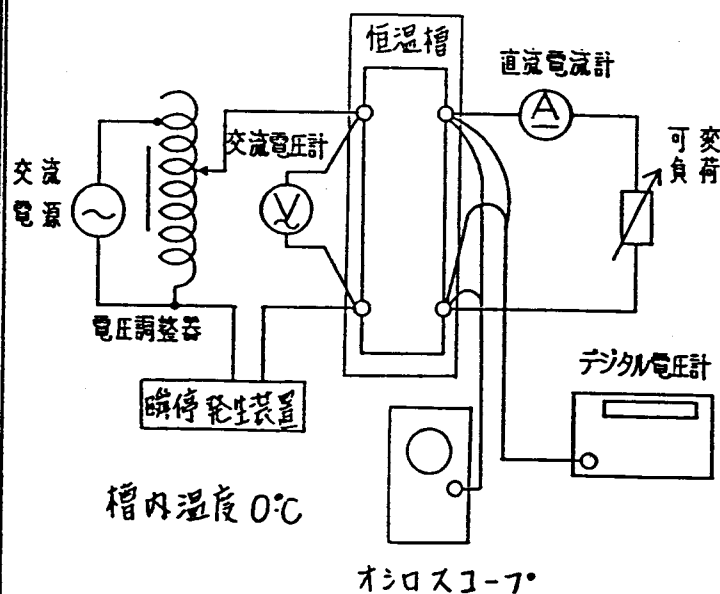 恒温槽
直流電流計
A
可変
負荷
交流電圧計
V
交流
電源
電圧調整器
瞬停発生装置
デジタル電圧計
槽内温度 0℃
オシロスコープ